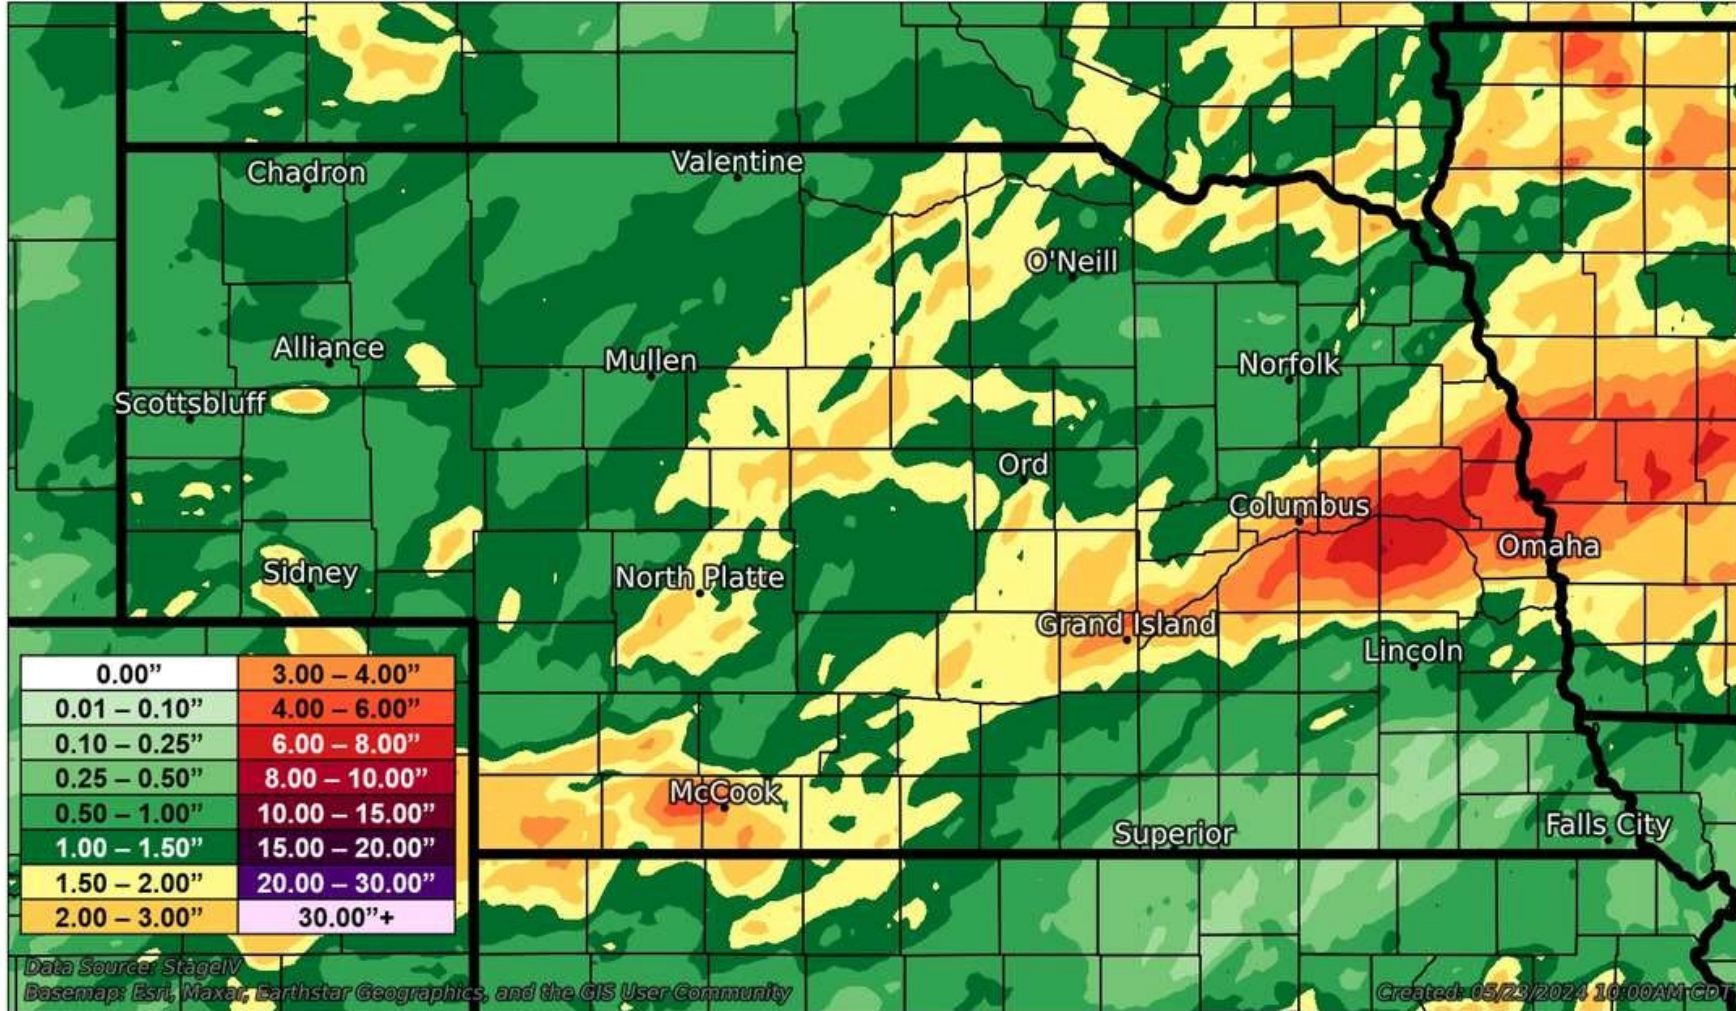 Chadron
Valentine
O'Neill
Alliance
Mullen
Norfolk
Scottsbluff
Ord
Columbus
Omaha
Sidney
North Platte
Grand Island
Lincoln
McCook
Superior
Falls City
0.00”
0.01 – 0.10”
0.10 – 0.25”
0.25 – 0.50”
0.50 – 1.00”
1.00 – 1.50”
1.50 – 2.00”
2.00 – 3.00”
3.00 – 4.00”
4.00 – 6.00”
6.00 – 8.00”
8.00 – 10.00”
10.00 – 15.00”
15.00 – 20.00”
20.00 – 30.00”
30.00”+
Data Source: StageIV
Basemap: Esri, Maxar, Earthstar Geographics, and the GIS User Community
Created: 05/23/2024 10:00AM CDT